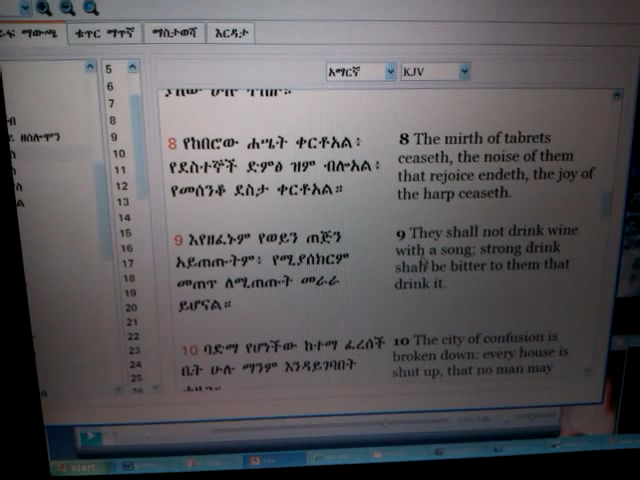 ማውጫ ቁጥር ማጥኛ ማስታወሻ እርዳታ
አማርኛ KJV
8 የከበሮው ሐሤት ቀርቶአል፥
የደስተኞች ድምፅ ዝም ብሎአል፥
የመሰንቆ ደስታ ቀርቶአል።
8 The mirth of tabrets
ceaseth, the noise of them
that rejoice endeth, the joy of
the harp ceaseth.
9 እየዘፈኑም የወይን ጠጅን
አይጠጡትም፤ የሚያሰክርም
መጠጥ ለሚጠጡት መራራ
ይሆናል።
9 They shall not drink wine
with a song; strong drink
shall be bitter to them that
drink it.
10 ባድማ የሆነችው ከተማ ፈረሰች
ቤት ሁሉ ማንም እንዳይገባበት
10 The city of confusion is
broken down: every house is
shut up, that no man may
5
6
7
8
9
10
11
12
13
14
15
16
17
18
19
20
21
22
23
24
25
ዘሰሎሞን
start